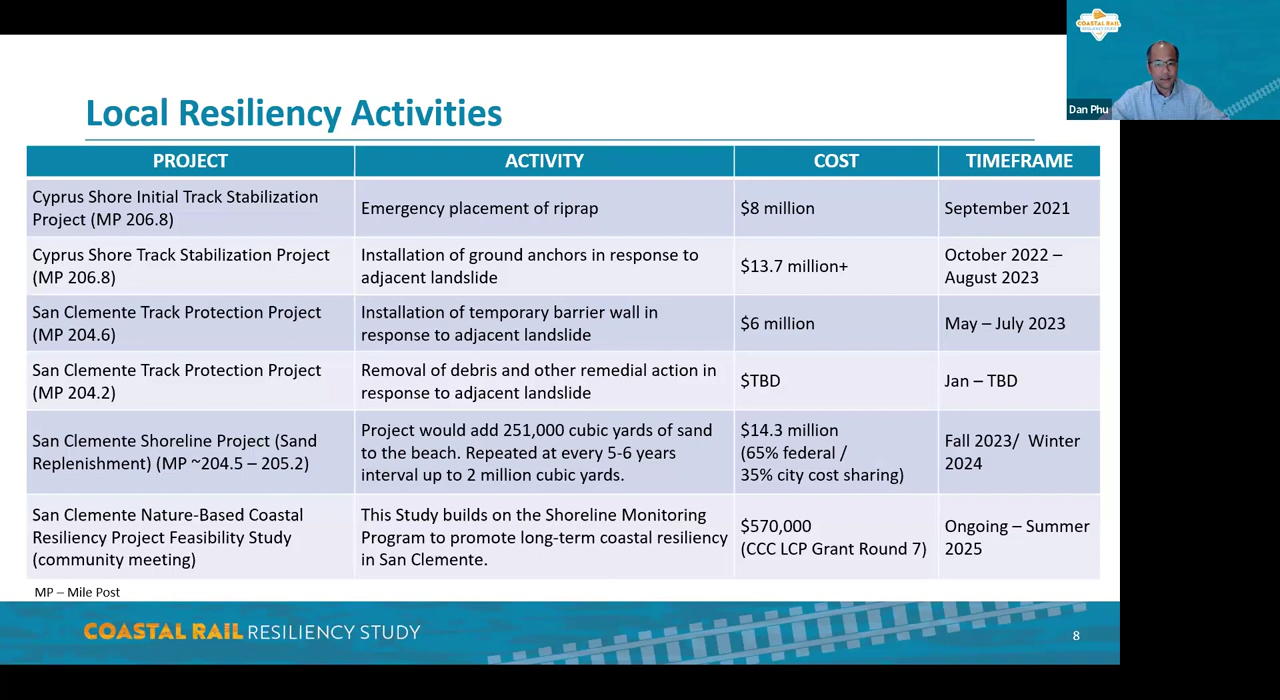 COASTAL RAIL
RESILIENCY STUDY
Dan Phu
Local Resiliency Activities
PROJECT ACTIVITY COST TIMEFRAME
Cyprus Shore Initial Track Stabilization
Project (MP 206.8)
Emergency placement of riprap
$8 million
September 2021
Cyprus Shore Track Stabilization Project
(MP 206.8)
Installation of ground anchors in response to
adjacent landslide
$13.7 million+
October 2022 –
August 2023
San Clemente Track Protection Project
(MP 204.6)
Installation of temporary barrier wall in
response to adjacent landslide
$6 million
May – July 2023
San Clemente Track Protection Project
(MP 204.2)
Removal of debris and other remedial action in
response to adjacent landslide
$TBD
Jan – TBD
San Clemente Shoreline Project (Sand
Replenishment) (MP ~204.5 – 205.2)
Project would add 251,000 cubic yards of sand
to the beach. Repeated at every 5-6 years
interval up to 2 million cubic yards.
$14.3 million
(65% federal /
35% city cost sharing)
Fall 2023/ Winter
2024
San Clemente Nature-Based Coastal
Resiliency Project Feasibility Study
(community meeting)
This Study builds on the Shoreline Monitoring
Program to promote long-term coastal resiliency
in San Clemente.
$570,000
(CCC LCP Grant Round 7)
Ongoing – Summer
2025
MP – Mile Post
COASTAL RAIL RESILIENCY STUDY
8